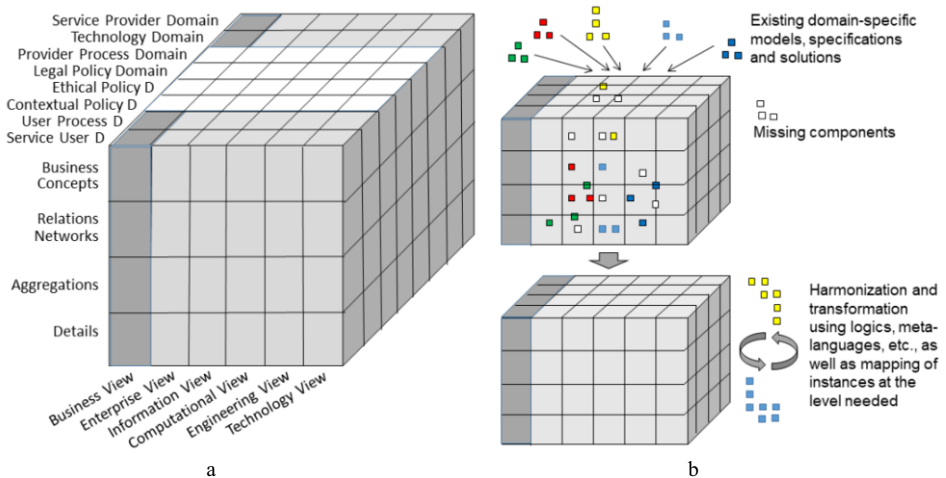 Service Provider Domain
Technology Domain
Provider Process Domain
Legal Policy Domain
Ethical Policy D
Contextual Policy D
User Process D
Service User D
Business
Concepts
Relations
Networks
Aggregations
Details
Business View
Enterprise View
Information View
Computational View
Engineering View
Technology View
a
Existing domain-specific
models, specifications
and solutions
Missing components
Harmonization and
transformation
using logics, meta-
languages, etc., as
well as mapping of
instances at the
level needed
b